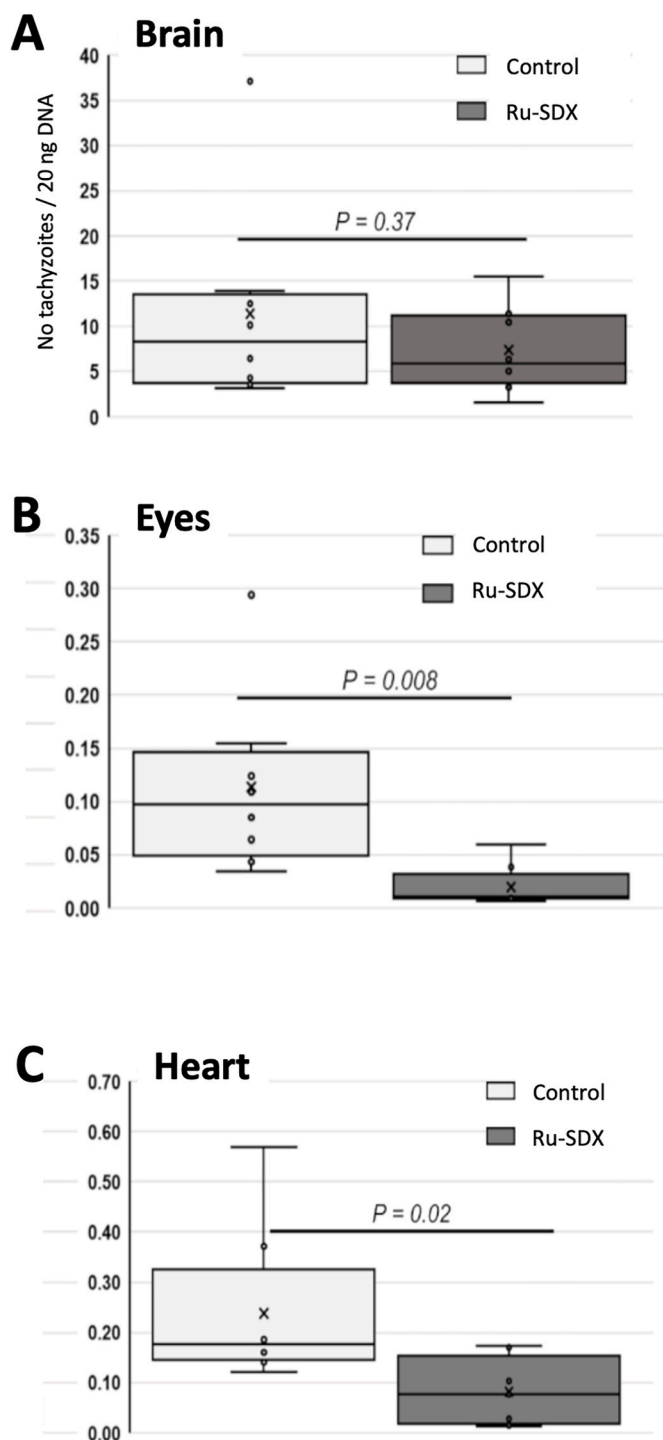 A Brain
No tachyzoites / 20 ng DNA
40
35
30
25
20
15
10
5
0
Control
Ru-SDX
P = 0.37
B Eyes
0.35
0.30
0.25
0.20
0.15
0.10
0.05
0.00
Control
Ru-SDX
P = 0.008
C Heart
0.70
0.60
0.50
0.40
0.30
0.20
0.10
0.00
Control
Ru-SDX
P = 0.02